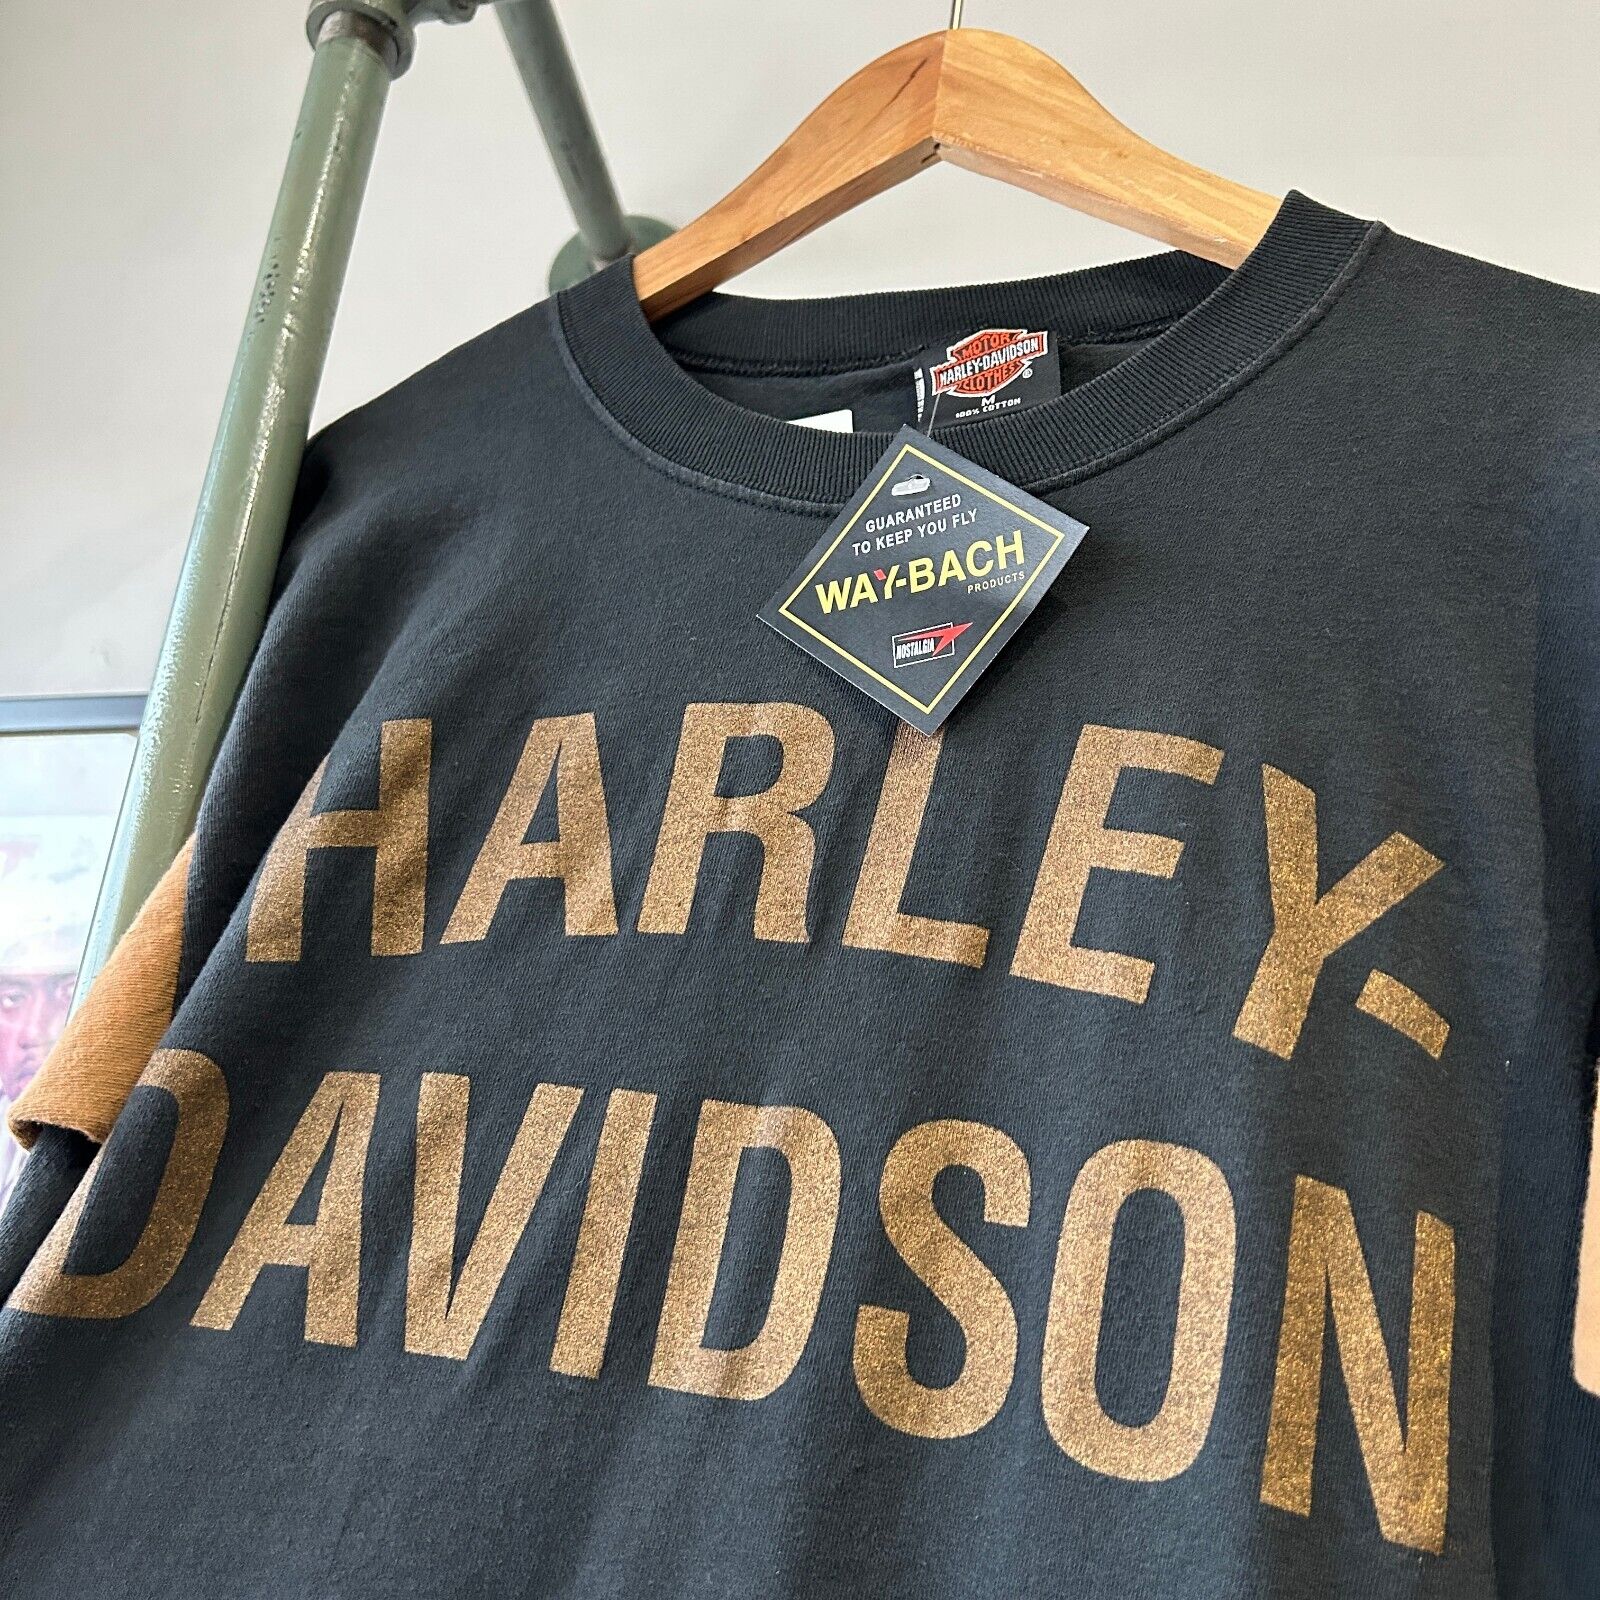 MOTOR
HARLEY-DAVIDSON
CLOTHES
®
M
100% COTTON
GUARANTEED
TO KEEP YOU FLY
WAY-BACH
PRODUCTS
NOSTALGIA
HARLEY-
DAVIDSON